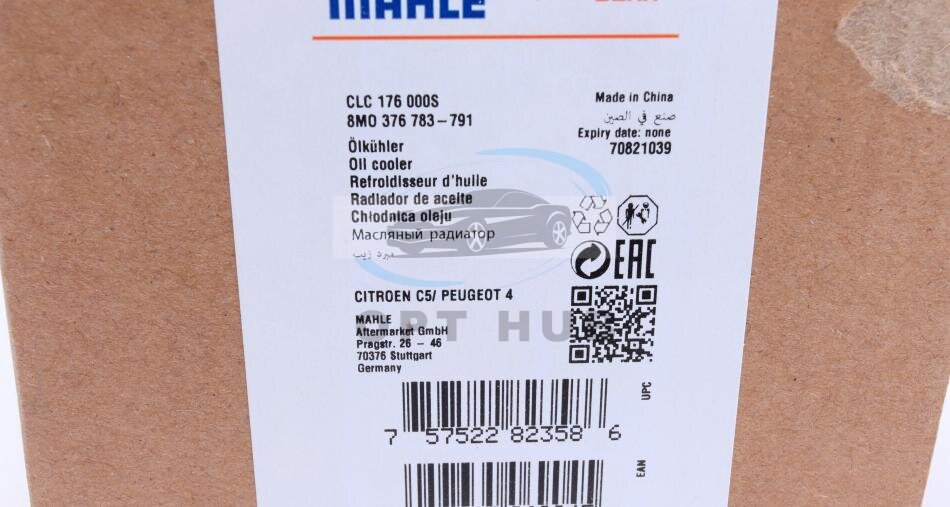 MAHLE
CLC 176 000S
8MO 376 783-791
Ölkühler
Oil cooler
Refroidisseur d'huile
Radiador de aceite
Chłodnica oleju
Масляный радиатор
مبرد زيت
Made in China
صنع في الصين
Expiry date: none
70821039
EAC
CITROEN C5/ PEUGEOT 4
MAHLE
Aftermarket GmbH
Pragstr. 26 - 46
70376 Stuttgart
Germany
UPC
7 57522 82358 6
EAN